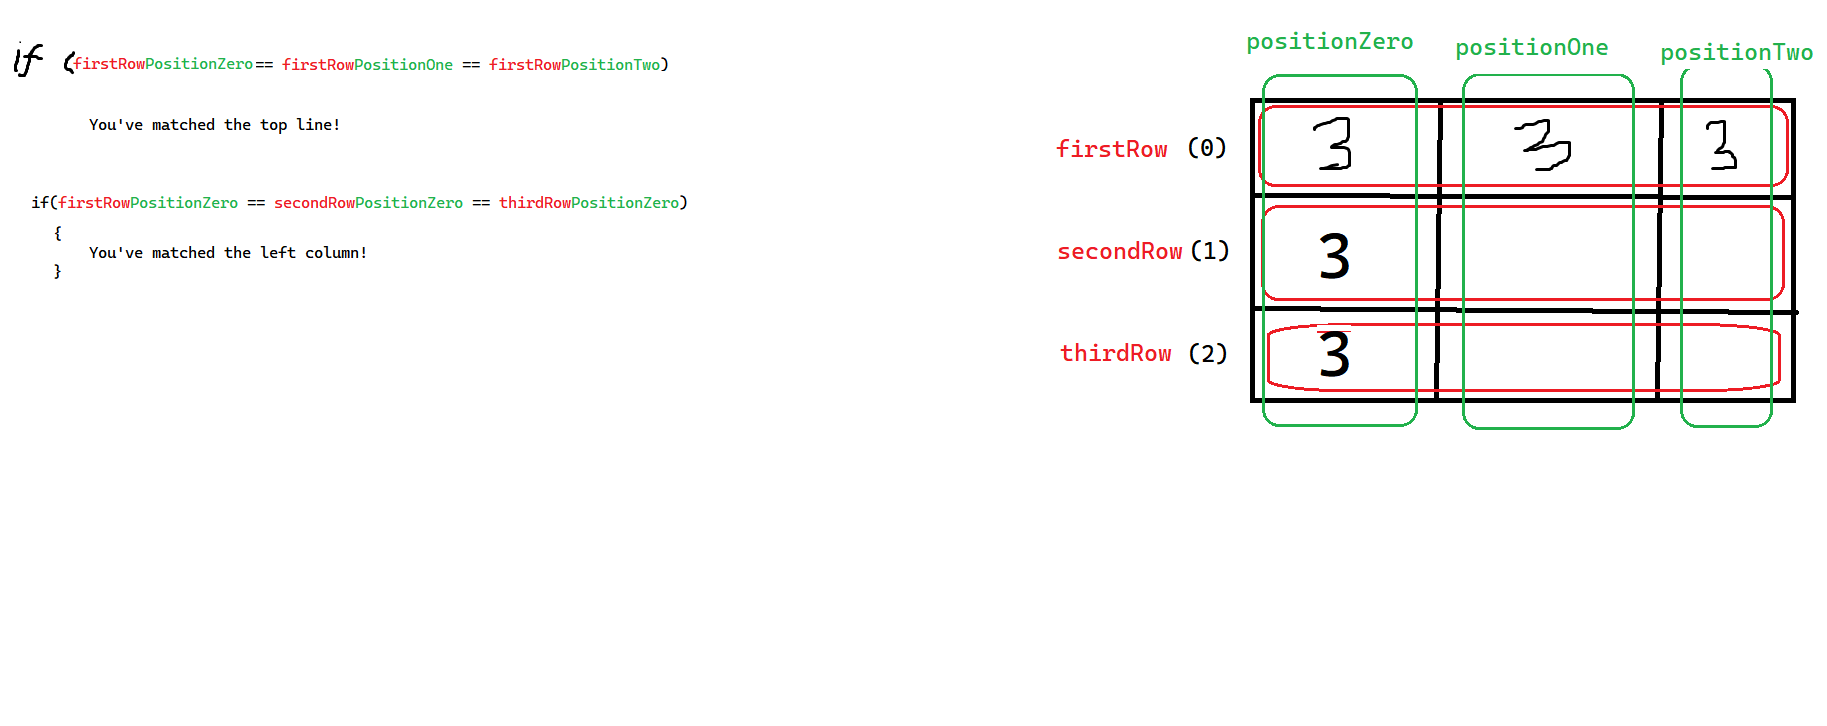 if (firstRowPositionZero == firstRowPositionOne == firstRowPositionTwo)
You've matched the top line!
if(firstRowPositionZero == secondRowPositionZero == thirdRowPositionZero)
{
You've matched the left column!
}
positionZero positionOne positionTwo
firstRow (0) 3 3 3
secondRow (1) 3
thirdRow (2) 3